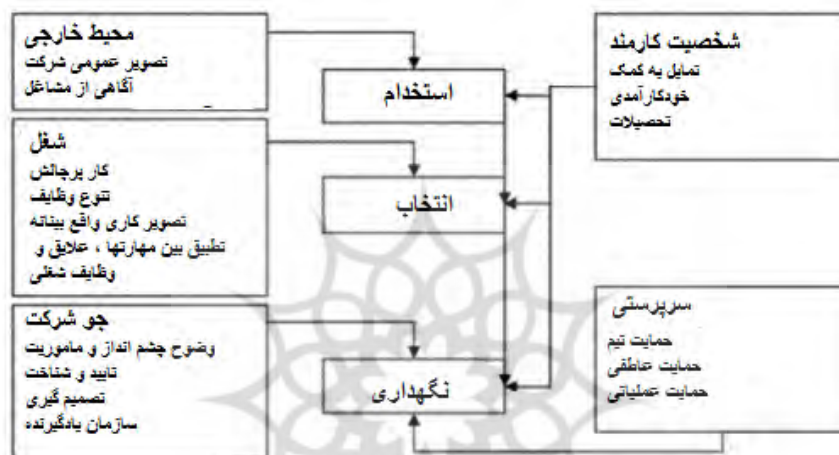 محیط خارجی
تصویر عمومی شرکت
آگاهی از مشاغل
شغل
کار پرچالش
تنوع وظایف
تصویر کاری واقع بینانه
تطبیق بین مهارتها ، علایق و
وظایف شغلی
جو شرکت
وضوح چشم انداز و ماموریت
تایید و شناخت
تصمیم گیری
سازمان یادگیرنده
استخدام
انتخاب
نگهداری
شخصیت کارمند
تمایل به کمک
خودکارآمدی
تحصیلات
سرپرستی
حمایت تیم
حمایت عاطفی
حمایت عملیاتی